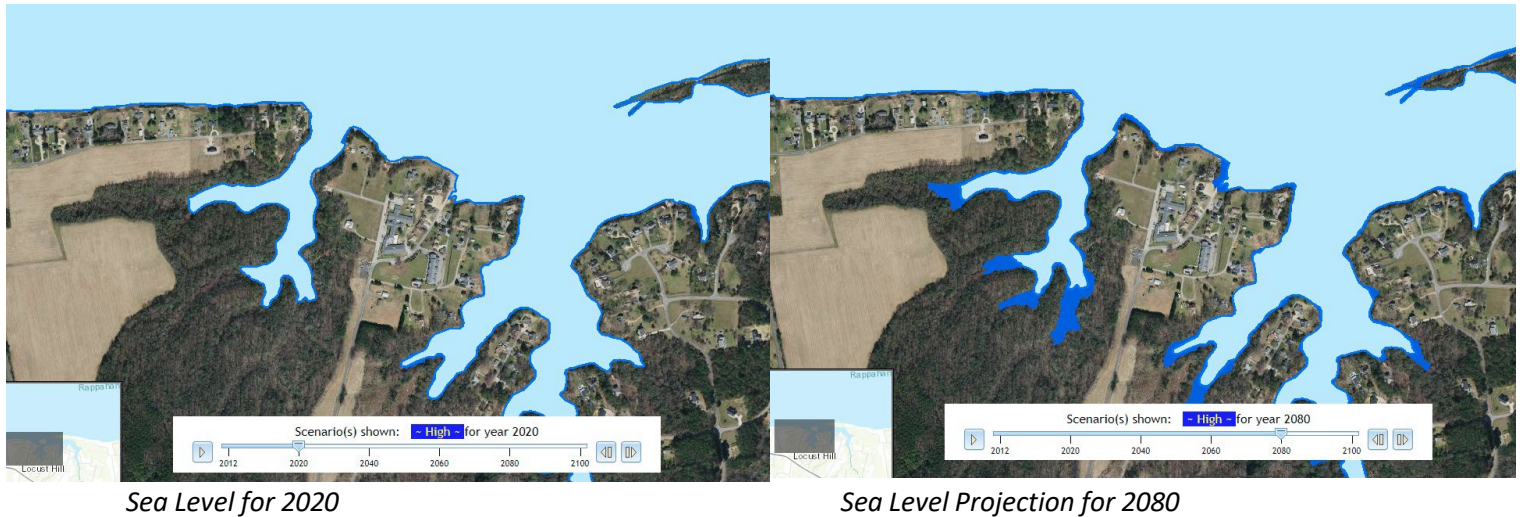 Rappahan
Locust Hill
Scenario(s) shown: ~ High ~ for year 2020
2012 2020 2040 2060 2080 2100
Sea Level for 2020
Rappahan
Locust Hill
Scenario(s) shown: ~ High ~ for year 2080
2012 2020 2040 2060 2080 2100
Sea Level Projection for 2080